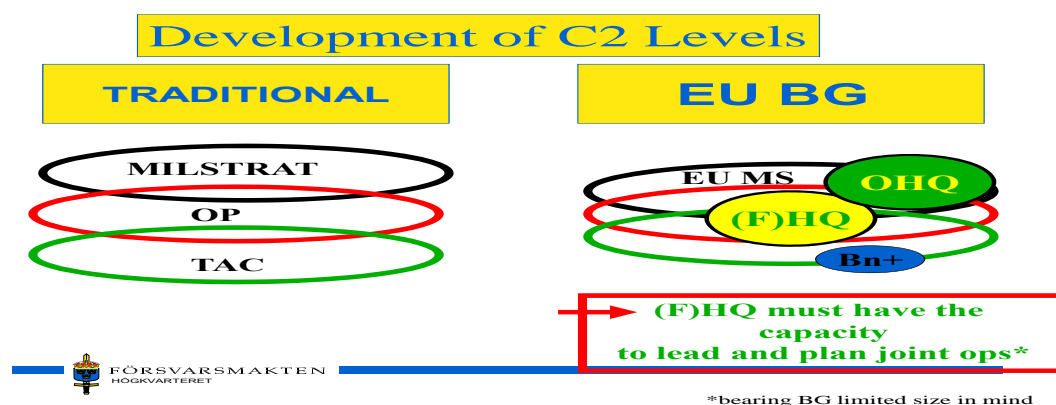 Development of C2 Levels
TRADITIONAL
EU BG
MILSTRAT
OP
TAC
EU MS
OHQ
(F)HQ
Bn+
(F)HQ must have the
capacity
to lead and plan joint ops*
FÖRSVARSMAKTEN
HÖGKVARTERET
*bearing BG limited size in mind